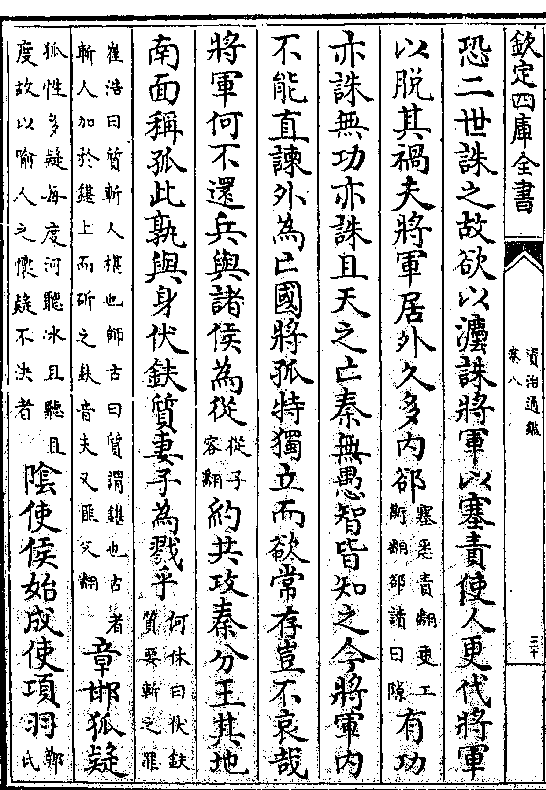 欽定四庫全書
資治通鑑
卷八
三十
恐二世誅之故欲以灋誅將軍以塞責使人更代將軍
以脱其禍夫將軍居外久多内郤塞悉責翻更工衡翻郤讀曰隙有功
亦誅無功亦誅且天之亡秦無愚智皆知之今將軍内
不能直諫外為亡國將孤特獨立而欲常存豈不哀哉
將軍何不還兵與諸侯為從從子容翻約共攻秦分王其地
南面稱孤此孰與身伏鈇質妻子為戮乎何休曰伏鈇質要斬之罪
崔浩曰質斬人椹也師古曰質謂鍖也古者斬人加於鍖上而斫之鈇音夫又匪父翻章邯狐疑
狐性多疑每度河聽冰且聽且度故以喻人之懷疑不決者陰使侯始成使項羽鄭氏